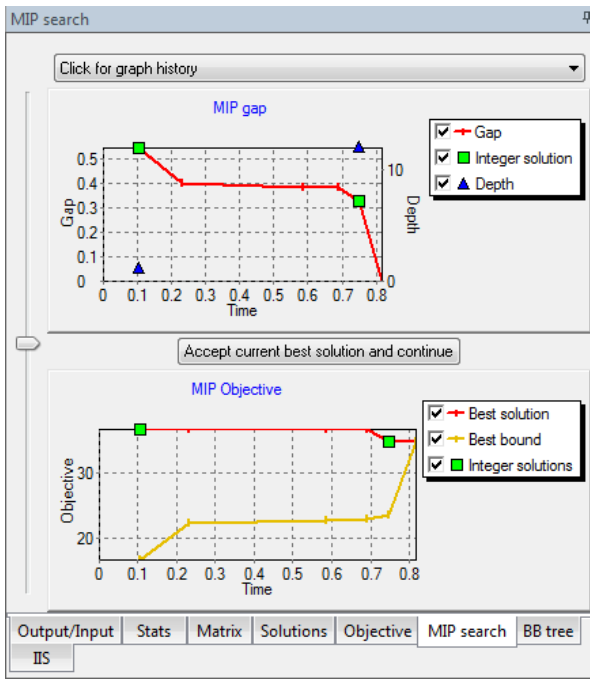 MIP search
Click for graph history
MIP gap
Gap
Integer solution
Depth
0.5
0.4
0.3
0.2
0.1
0
Gap
10
0
Depth
0 0.1 0.2 0.3 0.4 0.5 0.6 0.7 0.8
Time
Accept current best solution and continue
MIP Objective
Best solution
Best bound
Integer solutions
30
20
Objective
0 0.1 0.2 0.3 0.4 0.5 0.6 0.7 0.8
Time
Output/Input Stats Matrix Solutions Objective MIP search BB tree
IIS